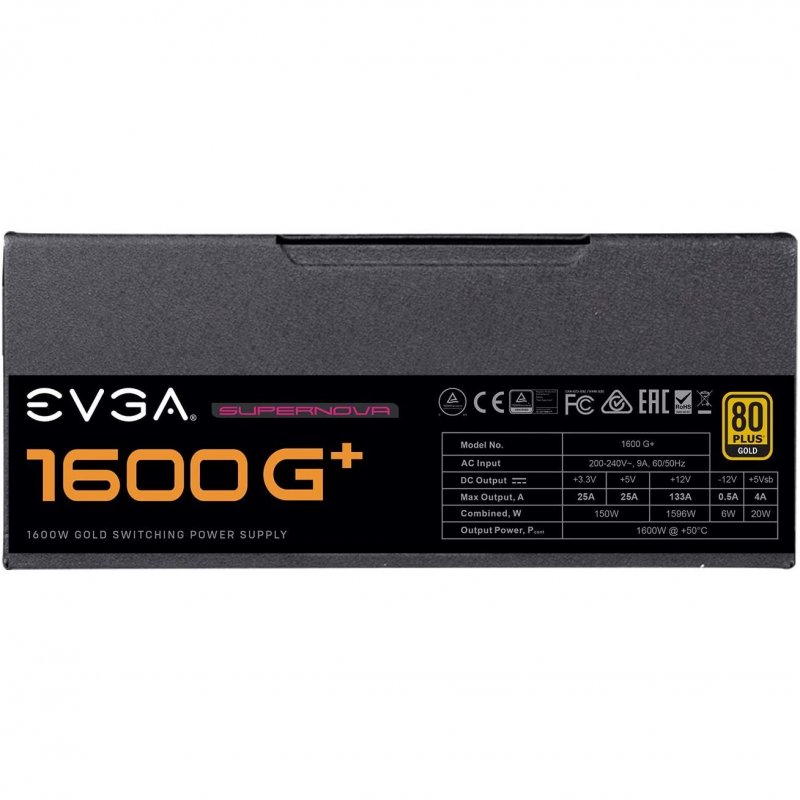 EVGA® SUPERNOVA
1600 G+
1600W GOLD SWITCHING POWER SUPPLY
CE FCC EAC RoHS
80 PLUS GOLD
Model No. 1600 G+
AC Input 200-240V~, 9A, 60/50Hz
DC Output +3.3V +5V +12V -12V +5Vsb
Max Output, A 25A 25A 133A 0.5A 4A
Combined, W 150W 1596W 6W 20W
Output Power, Pcont 1600W @ +50°C